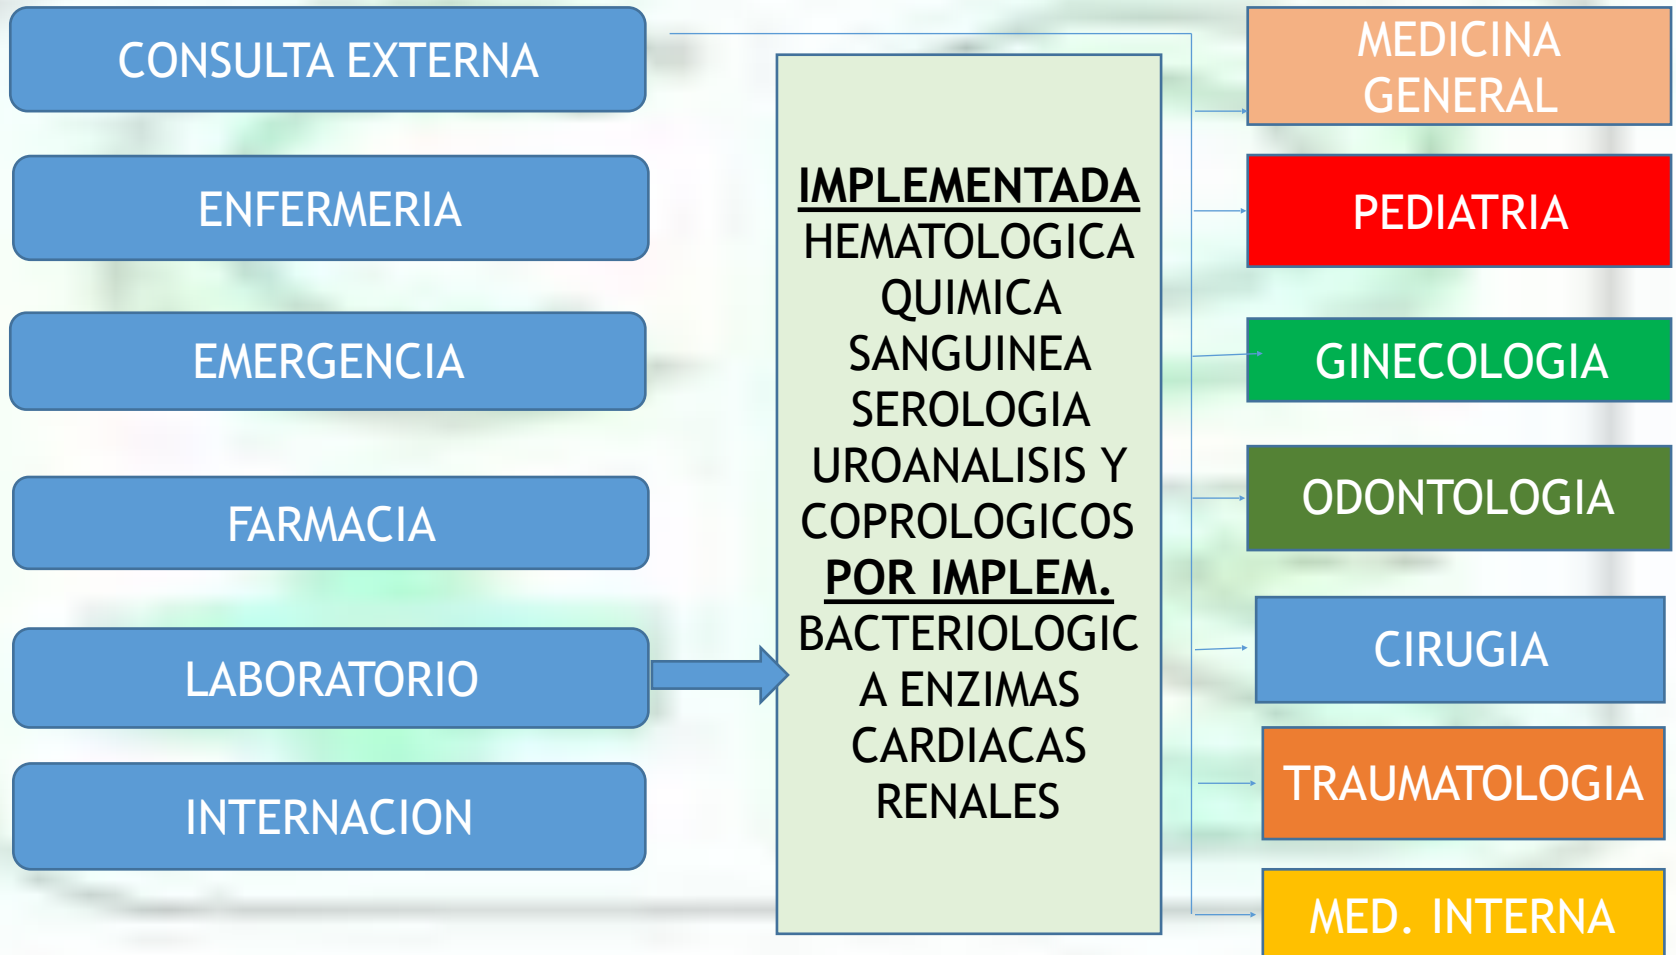 CONSULTA EXTERNA
ENFERMERIA
EMERGENCIA
FARMACIA
LABORATORIO
INTERNACION
IMPLEMENTADA
HEMATOLOGICA
QUIMICA
SANGUINEA
SEROLOGIA
UROANALISIS Y
COPROLOGICOS
POR IMPLEM.
BACTERIOLOGIC
A ENZIMAS
CARDIACAS
RENALES
MEDICINA
GENERAL
PEDIATRIA
GINECOLOGIA
ODONTOLOGIA
CIRUGIA
TRAUMATOLOGIA
MED. INTERNA